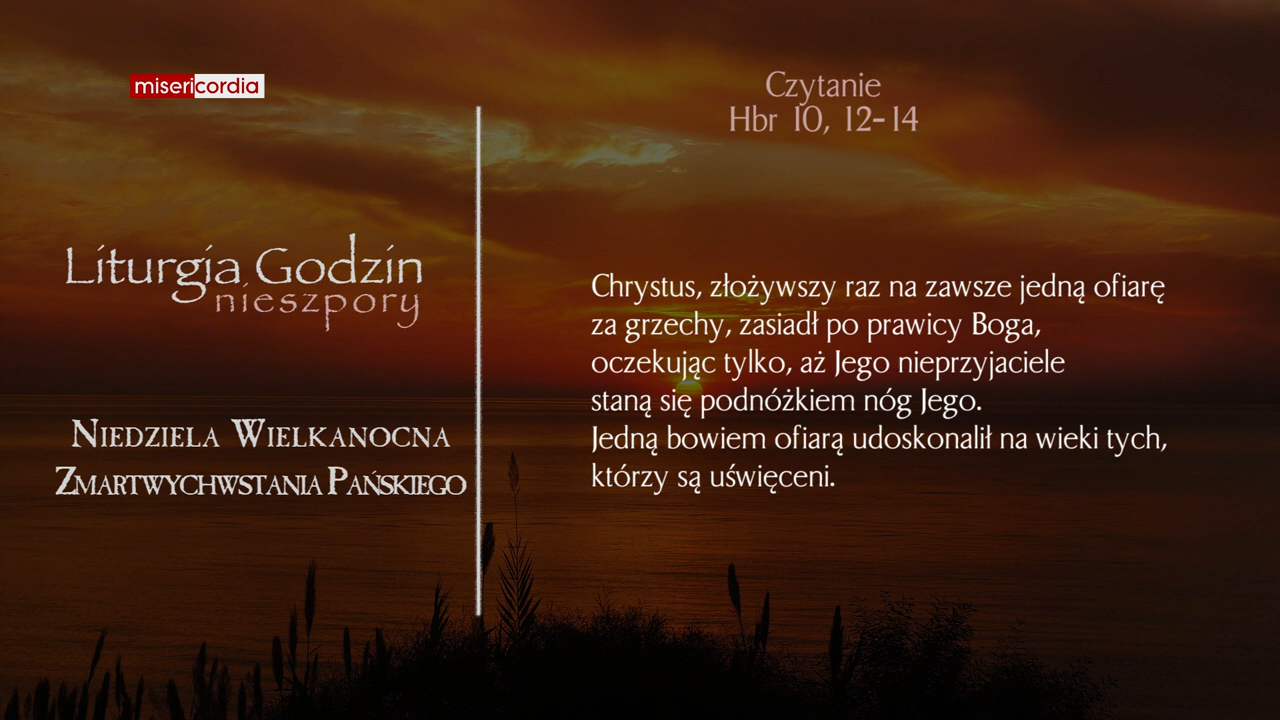 misericordia
Liturgia Godzin
nieszpory
Niedziela Wielkanocna
Zmartwychwstania Pańskiego
Czytanie
Hbr 10, 12-14
Chrystus, złożywszy raz na zawsze jedną ofiarę
za grzechy, zasiadł po prawicy Boga,
oczekując tylko, aż Jego nieprzyjaciele
staną się podnóżkiem nóg Jego.
Jedną bowiem ofiarą udoskonalił na wieki tych,
którzy są uświęceni.